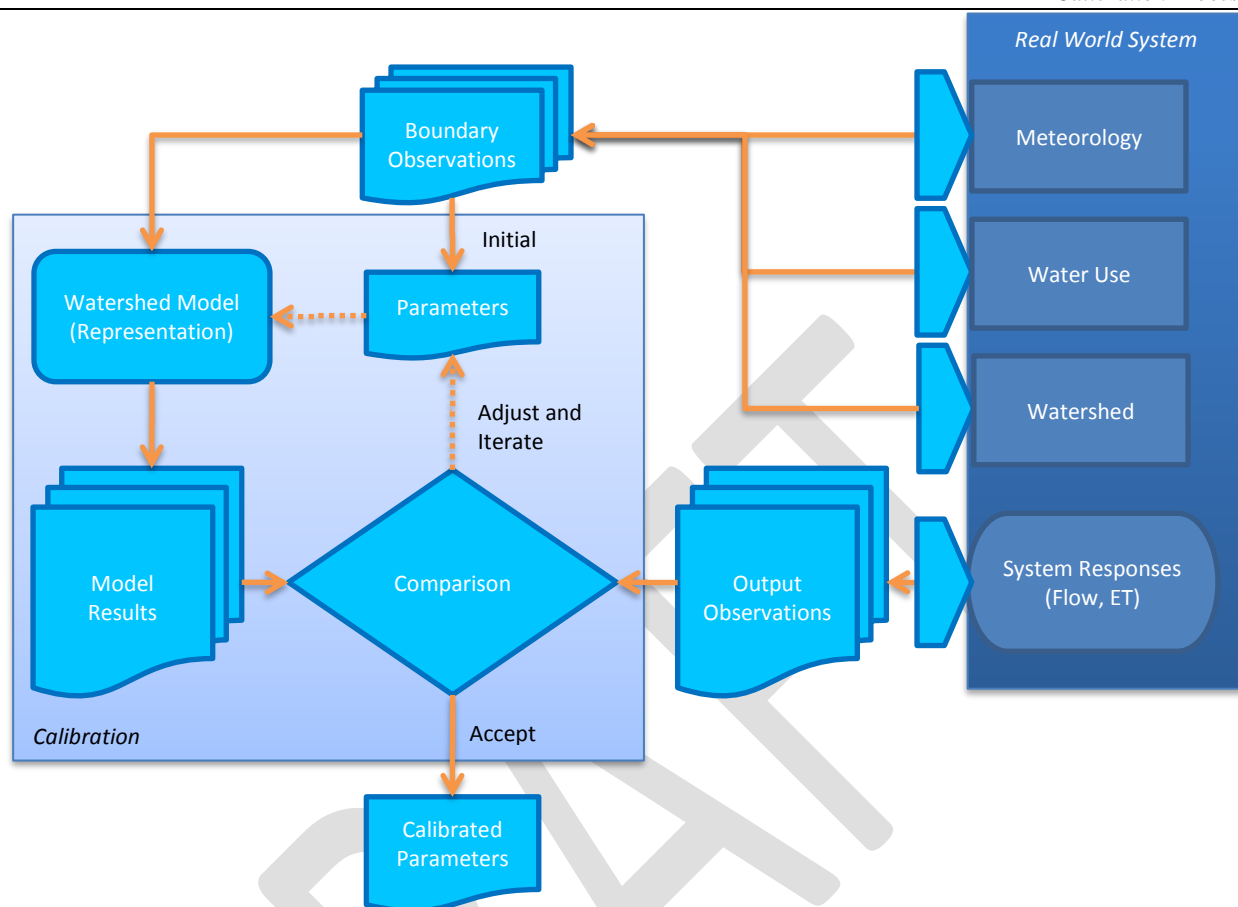 Real World System
Boundary
Observations
Meteorology
Initial
Water Use
Watershed Model
(Representation)
Parameters
Adjust and
Iterate
Watershed
Model
Results
Comparison
Output
Observations
System Responses
(Flow, ET)
Calibration
Accept
Calibrated
Parameters